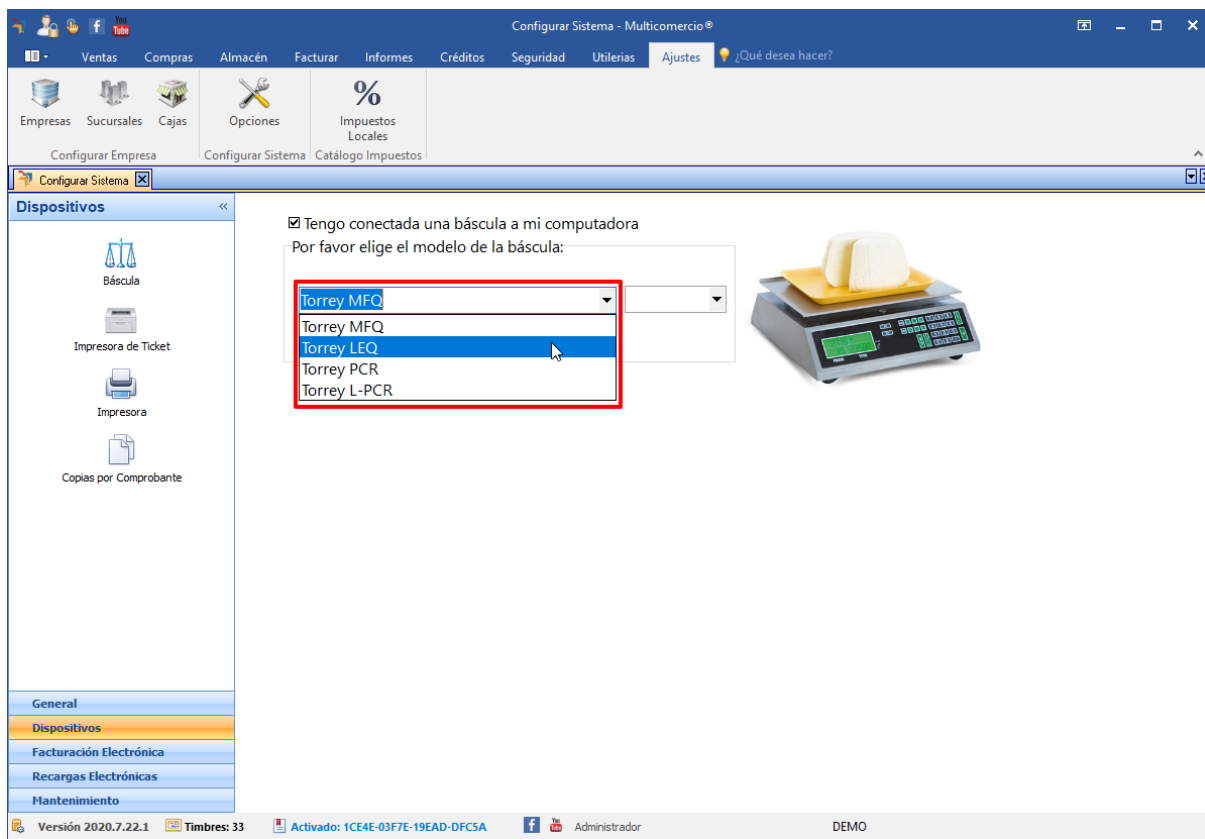 You Tube
Configurar Sistema - Multicomercio®
Ventas Compras Almacén Facturar Informes Créditos Seguridad Utilerias Ajustes ¿Qué desea hacer?
Empresas Sucursales Cajas Opciones % Impuestos Locales
Configurar Empresa Configurar Sistema Catálogo Impuestos
Configurar Sistema
Dispositivos
Báscula
Impresora de Ticket
Impresora
Copias por Comprobante
Tengo conectada una báscula a mi computadora
Por favor elige el modelo de la báscula:
Torrey MFQ
Torrey MFQ
Torrey LEQ
Torrey PCR
Torrey L-PCR
General
Dispositivos
Facturación Electrónica
Recargas Electrónicas
Mantenimiento
Versión 2020.7.22.1 Timbres: 33 Activado: 1CE4E-03F7E-19EAD-DFC5A You Tube Administrador DEMO